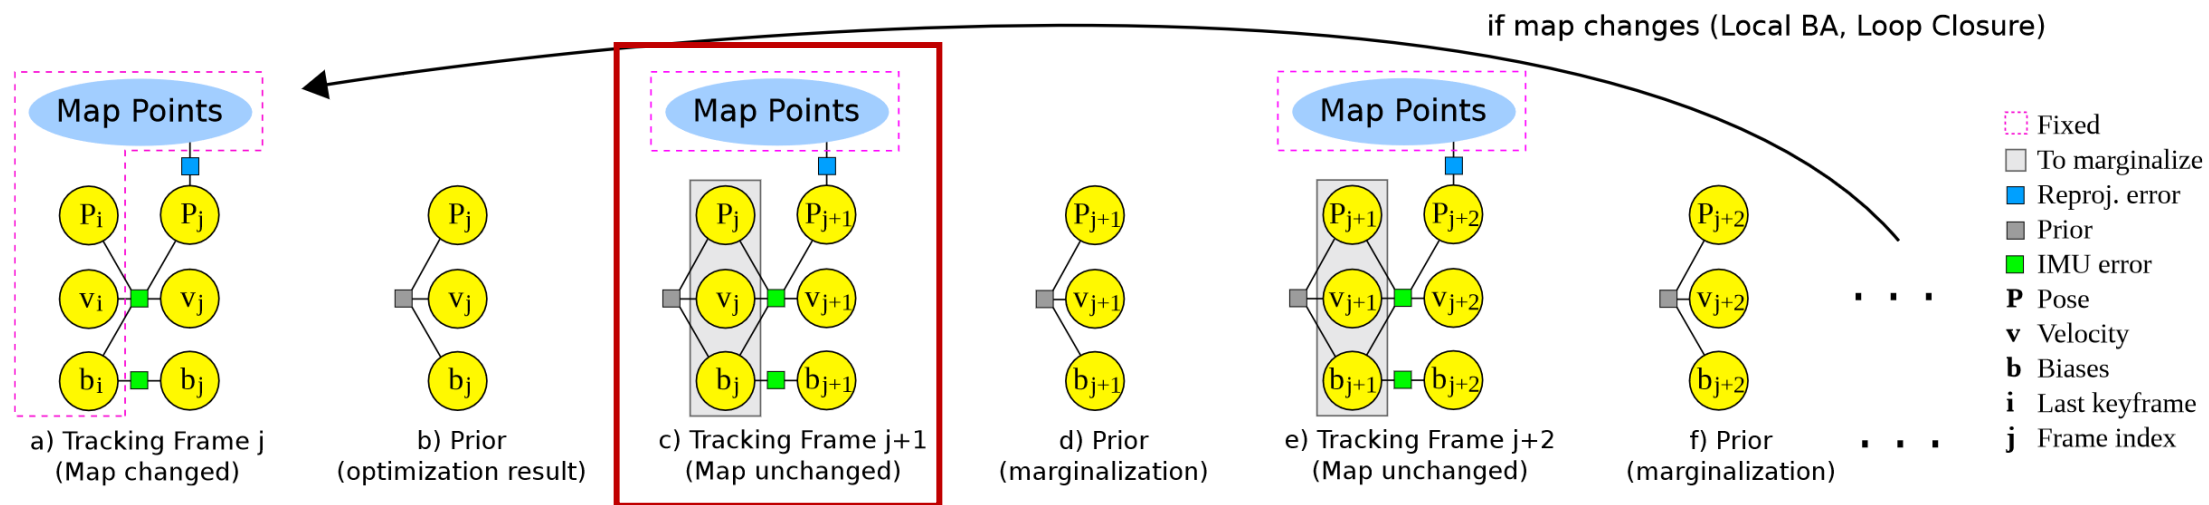 if map changes (Local BA, Loop Closure)
Map Points
Map Points
Map Points
Pi
Pj
vi
vj
bi
bj
a) Tracking Frame j
(Map changed)
Pj
vj
bj
b) Prior
(optimization result)
Pj
Pj+1
vj
vj+1
bj
bj+1
c) Tracking Frame j+1
(Map unchanged)
Pj+1
vj+1
bj+1
d) Prior
(marginalization)
Pj+1
Pj+2
vj+1
vj+2
bj+1
bj+2
e) Tracking Frame j+2
(Map unchanged)
Pj+2
vj+2
bj+2
f) Prior
(marginalization)
. . .
. . .
Fixed
To marginalize
Reproj. error
Prior
IMU error
P Pose
v Velocity
b Biases
i Last keyframe
j Frame index